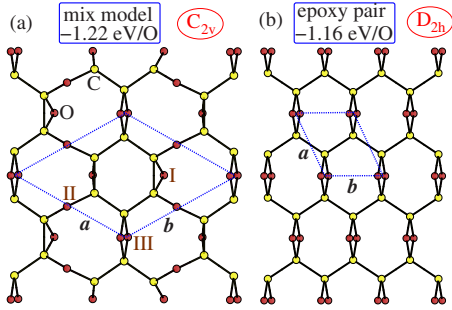 (a)
mix model
−1.22 eV/O
C2v
(b)
epoxy pair
−1.16 eV/O
D2h
C
O
I
II
III
a
b
a
b